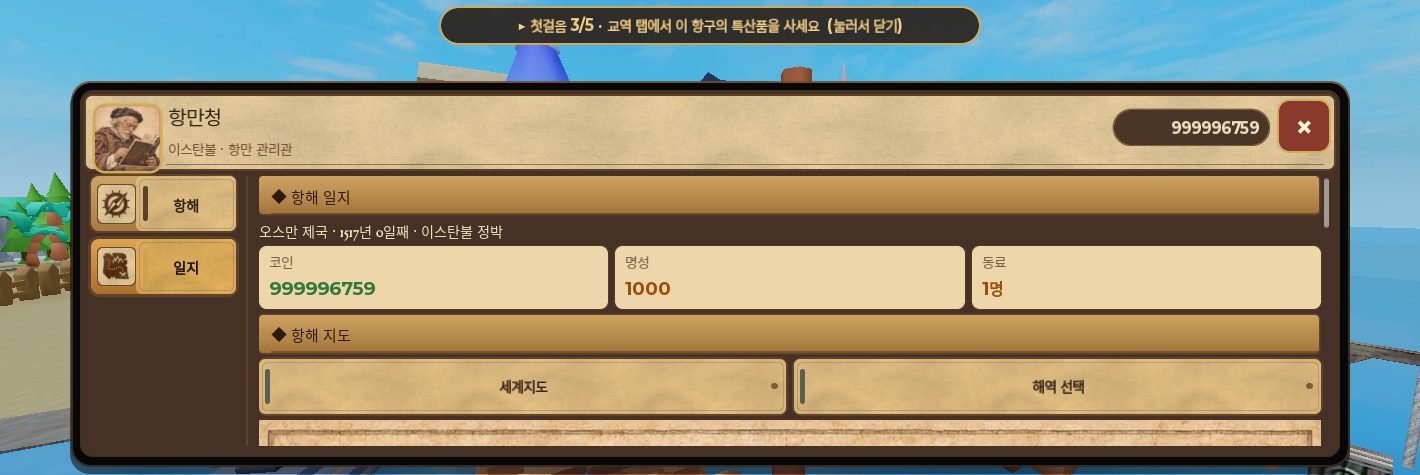 ▸ 첫걸음 3/5 · 교역 탭에서 이 항구의 특산품을 사세요 (눌러서 닫기)
항만청
이스탄불 · 항만 관리관
999996759
×
항해
일지
◆ 항해 일지
오스만 제국 · 1517년 0일째 · 이스탄불 정박
코인
999996759
명성
1000
동료
1명
◆ 항해 지도
세계지도
해역 선택